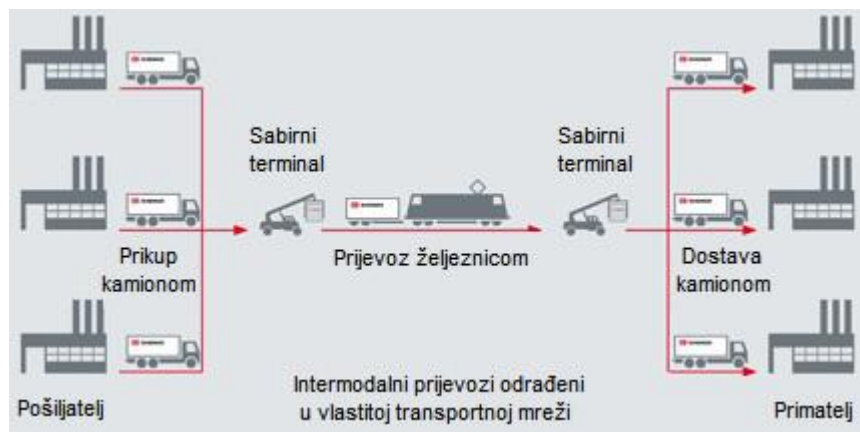 Sabirni
terminal
Sabirni
terminal
Prikup
kamionom
Prijevoz željeznicom
Dostava
kamionom
Pošiljatelj
Intermodalni prijevozi odrađeni
u vlastitoj transportnoj mreži
Primatelj